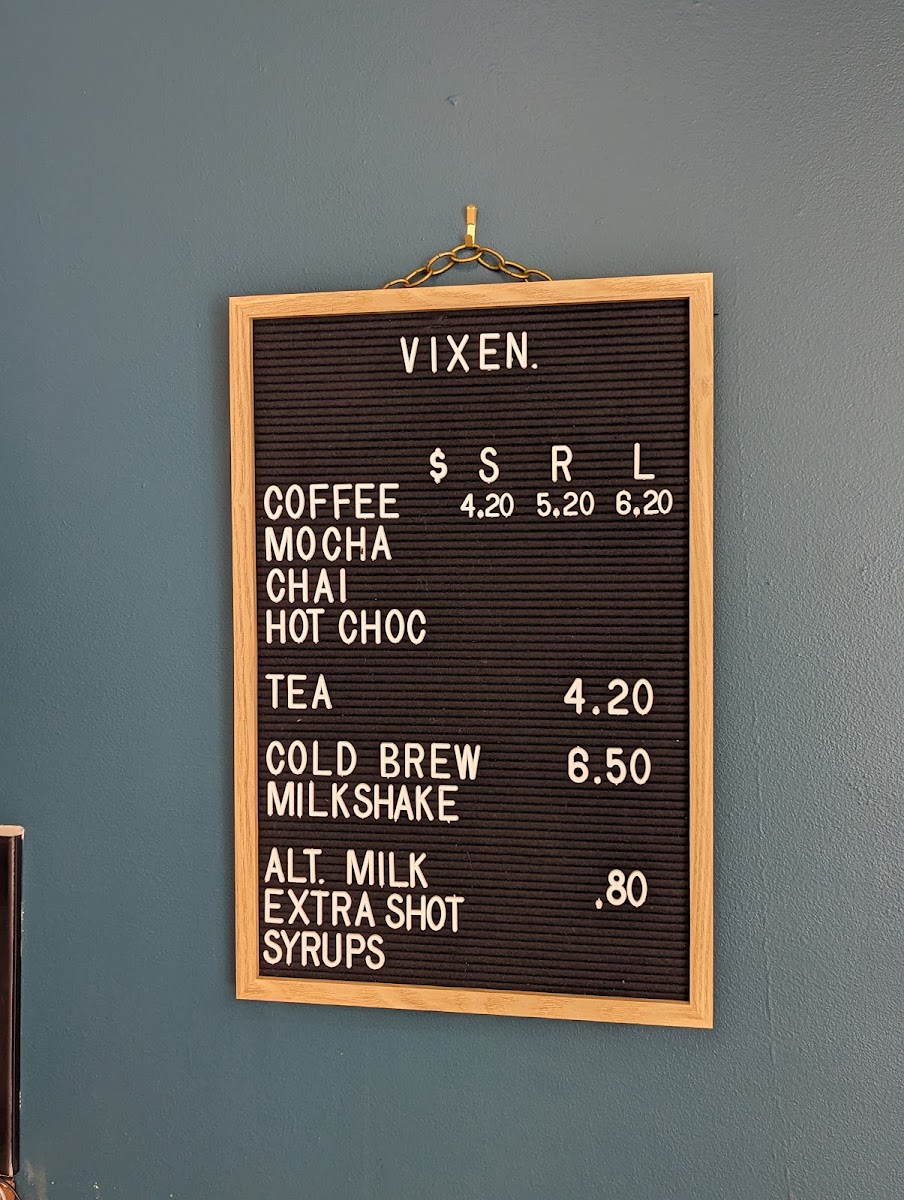 VIXEN.
$ S R L
COFFEE 4.20 5.20 6.20
MOCHA
CHAI
HOT CHOC
TEA 4.20
COLD BREW 6.50
MILKSHAKE
ALT. MILK
.80
EXTRA SHOT
SYRUPS